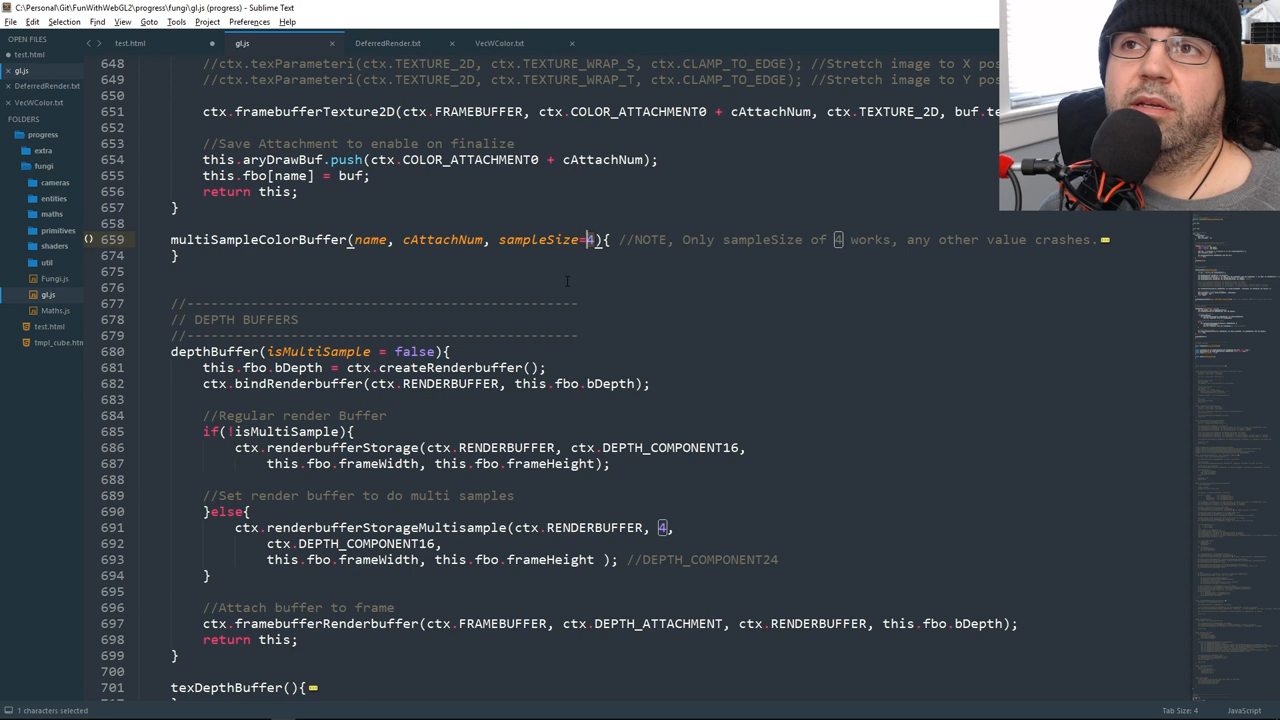 C:\Personal\Git\FunWithWebGL2\progress\fungi\gl.js (progress) - Sublime Text
File Edit Selection Find View Goto Tools Project Preferences Help
OPEN FILES
test.html
gl.js
DeferredRender.txt
VecWColor.txt
FOLDERS
progress
extra
fungi
cameras
entities
maths
primitives
shaders
util
Fungi.js
gl.js
Maths.js
test.html
tmpl_cube.htm
test.html gl.js DeferredRender.txt VecWColor.txt
648 //ctx.texParameteri(ctx.TEXTURE_2D, ctx.TEXTURE_WRAP_S, ctx.CLAMP_TO_EDGE); //Stretch image to X pos
649 //ctx.texParameteri(ctx.TEXTURE_2D, ctx.TEXTURE_WRAP_T, ctx.CLAMP_TO_EDGE); //Stretch image to Y pos
650
651 ctx.framebufferTexture2D(ctx.FRAMEBUFFER, ctx.COLOR_ATTACHMENT0 + cAttachNum, ctx.TEXTURE_2D, buf.te
652
653 //Save Attachment to enable on finalize
654 this.aryDrawBuf.push(ctx.COLOR_ATTACHMENT0 + cAttachNum);
655 this.fbo[name] = buf;
656 return this;
657 }
658
659 multiSampleColorBuffer(name, cAttachNum, sampleSize=4){ //NOTE, Only sampleSize of 4 works, any other value crashes.
674 }
675
676
677 //-------------------------------------------------
678 // DEPTH BUFFERS
679 //-------------------------------------------------
680 depthBuffer(isMultiSample = false){
681 this.fbo.bDepth = ctx.createRenderbuffer();
682 ctx.bindRenderbuffer(ctx.RENDERBUFFER, this.fbo.bDepth);
683
684 //Regular render Buffer
685 if(!isMultiSample){
686 ctx.renderbufferStorage(ctx.RENDERBUFFER, ctx.DEPTH_COMPONENT16,
687 this.fbo.frameWidth, this.fbo.frameHeight);
688
689 //Set render buffer to do multi samples
690 }else{
691 ctx.renderbufferStorageMultisample(ctx.RENDERBUFFER, 4,
692 ctx.DEPTH_COMPONENT16,
693 this.fbo.frameWidth, this.fbo.frameHeight ); //DEPTH_COMPONENT24
694 }
695
696 //Attach buffer to frame
697 ctx.framebufferRenderbuffer(ctx.FRAMEBUFFER, ctx.DEPTH_ATTACHMENT, ctx.RENDERBUFFER, this.fbo.bDepth);
698 return this;
699 }
700
701 texDepthBuffer(){
1 characters selected
Tab Size: 4 JavaScript